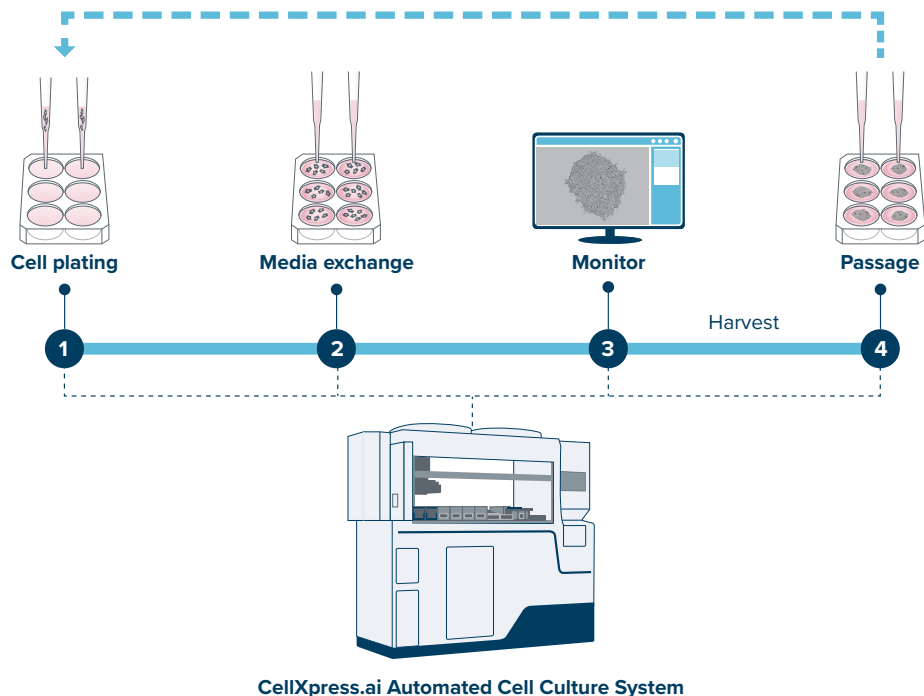 Cell plating
Media exchange
Monitor
Passage
Harvest
1
2
3
4
CellXpress.ai Automated Cell Culture System